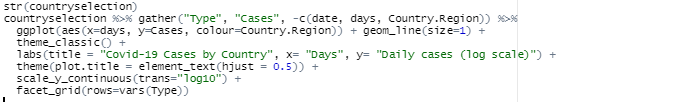 str(countryselection)
countryselection %>% gather("Type", "Cases", -c(date, days, Country.Region)) %>%
ggplot(aes(x=days, y=Cases, colour=Country.Region)) + geom_line(size=1) +
theme_classic() +
labs(title = "Covid-19 Cases by Country", x= "Days", y= "Daily cases (log scale)") +
theme(plot.title = element_text(hjust = 0.5)) +
scale_y_continuous(trans="log10") +
facet_grid(rows=vars(Type))